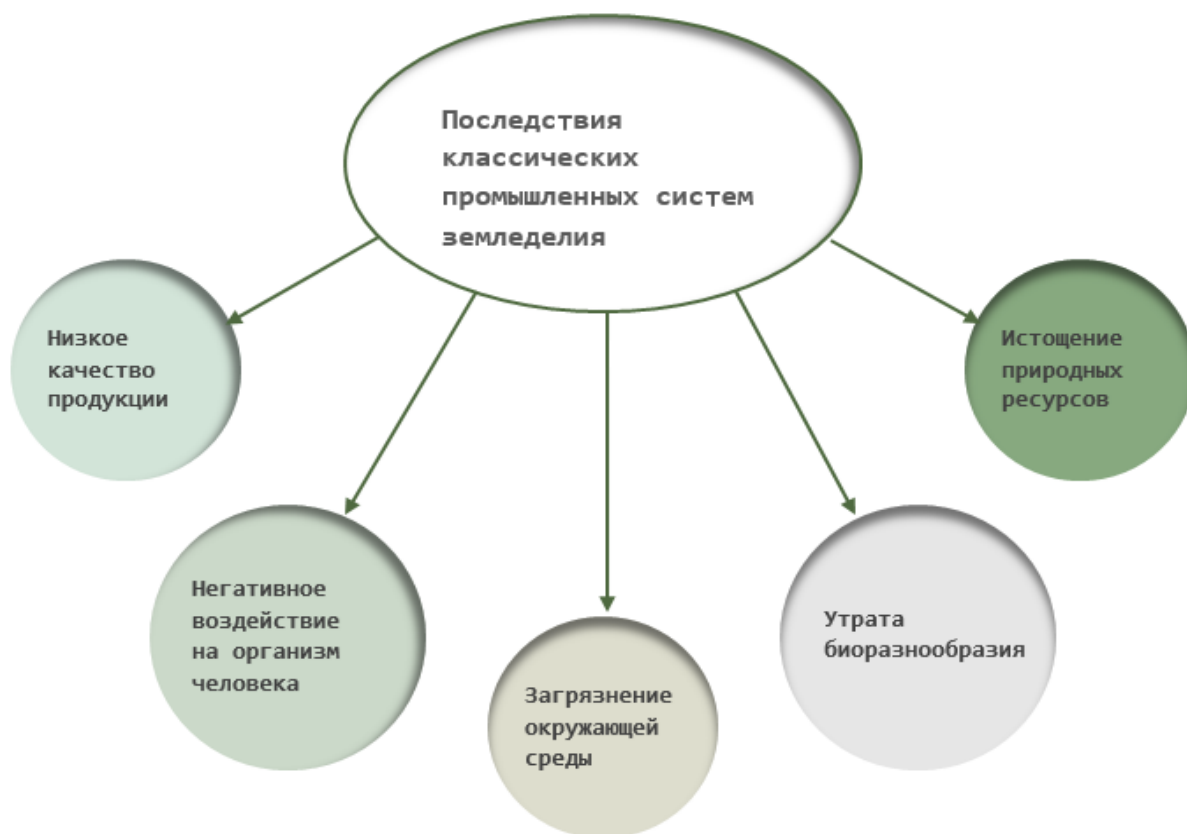 Последствия
классических
промышленных систем
земледелия
Низкое
качество
продукции
Негативное
воздействие
на организм
человека
Загрязнение
окружающей
среды
Утрата
биоразнообразия
Истощение
природных
ресурсов